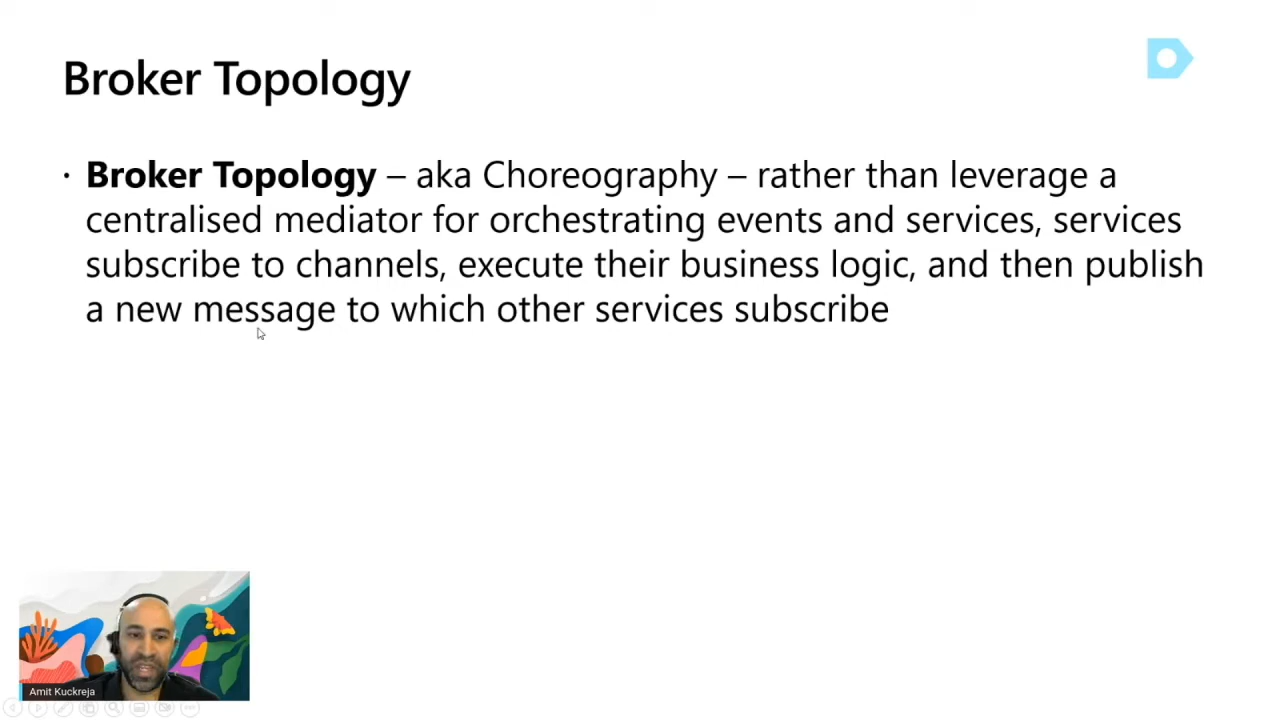 Broker Topology
• Broker Topology – aka Choreography – rather than leverage a
centralised mediator for orchestrating events and services, services
subscribe to channels, execute their business logic, and then publish
a new message to which other services subscribe
Amit Kuckreja